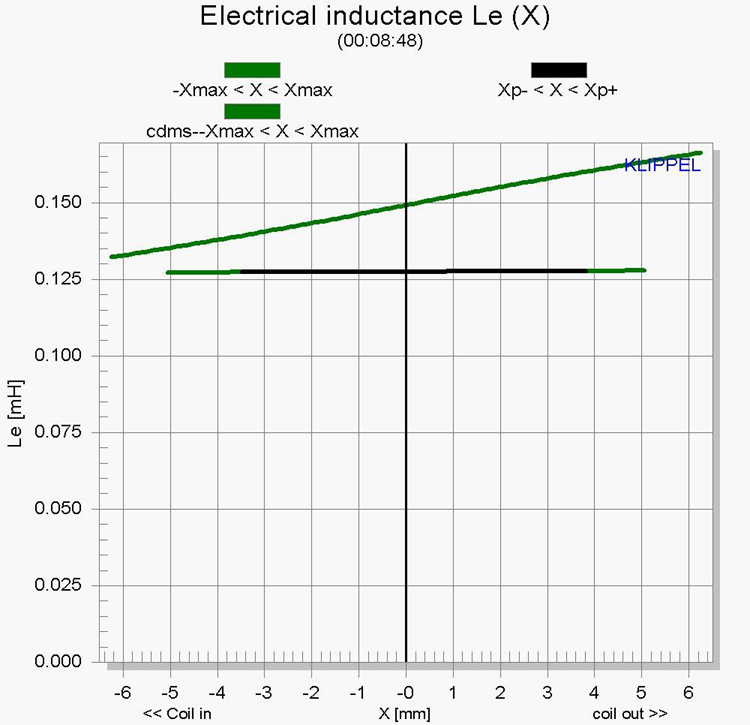 Electrical inductance Le (X)
(00:08:48)
-Xmax < X < Xmax
Xp- < X < Xp+
cdms--Xmax < X < Xmax
KLIPPEL
0.150
0.125
0.100
0.075
0.050
0.025
0.000
Le [mH]
-6 -5 -4 -3 -2 -1 -0 1 2 3 4 5 6
<< Coil in X [mm] coil out >>